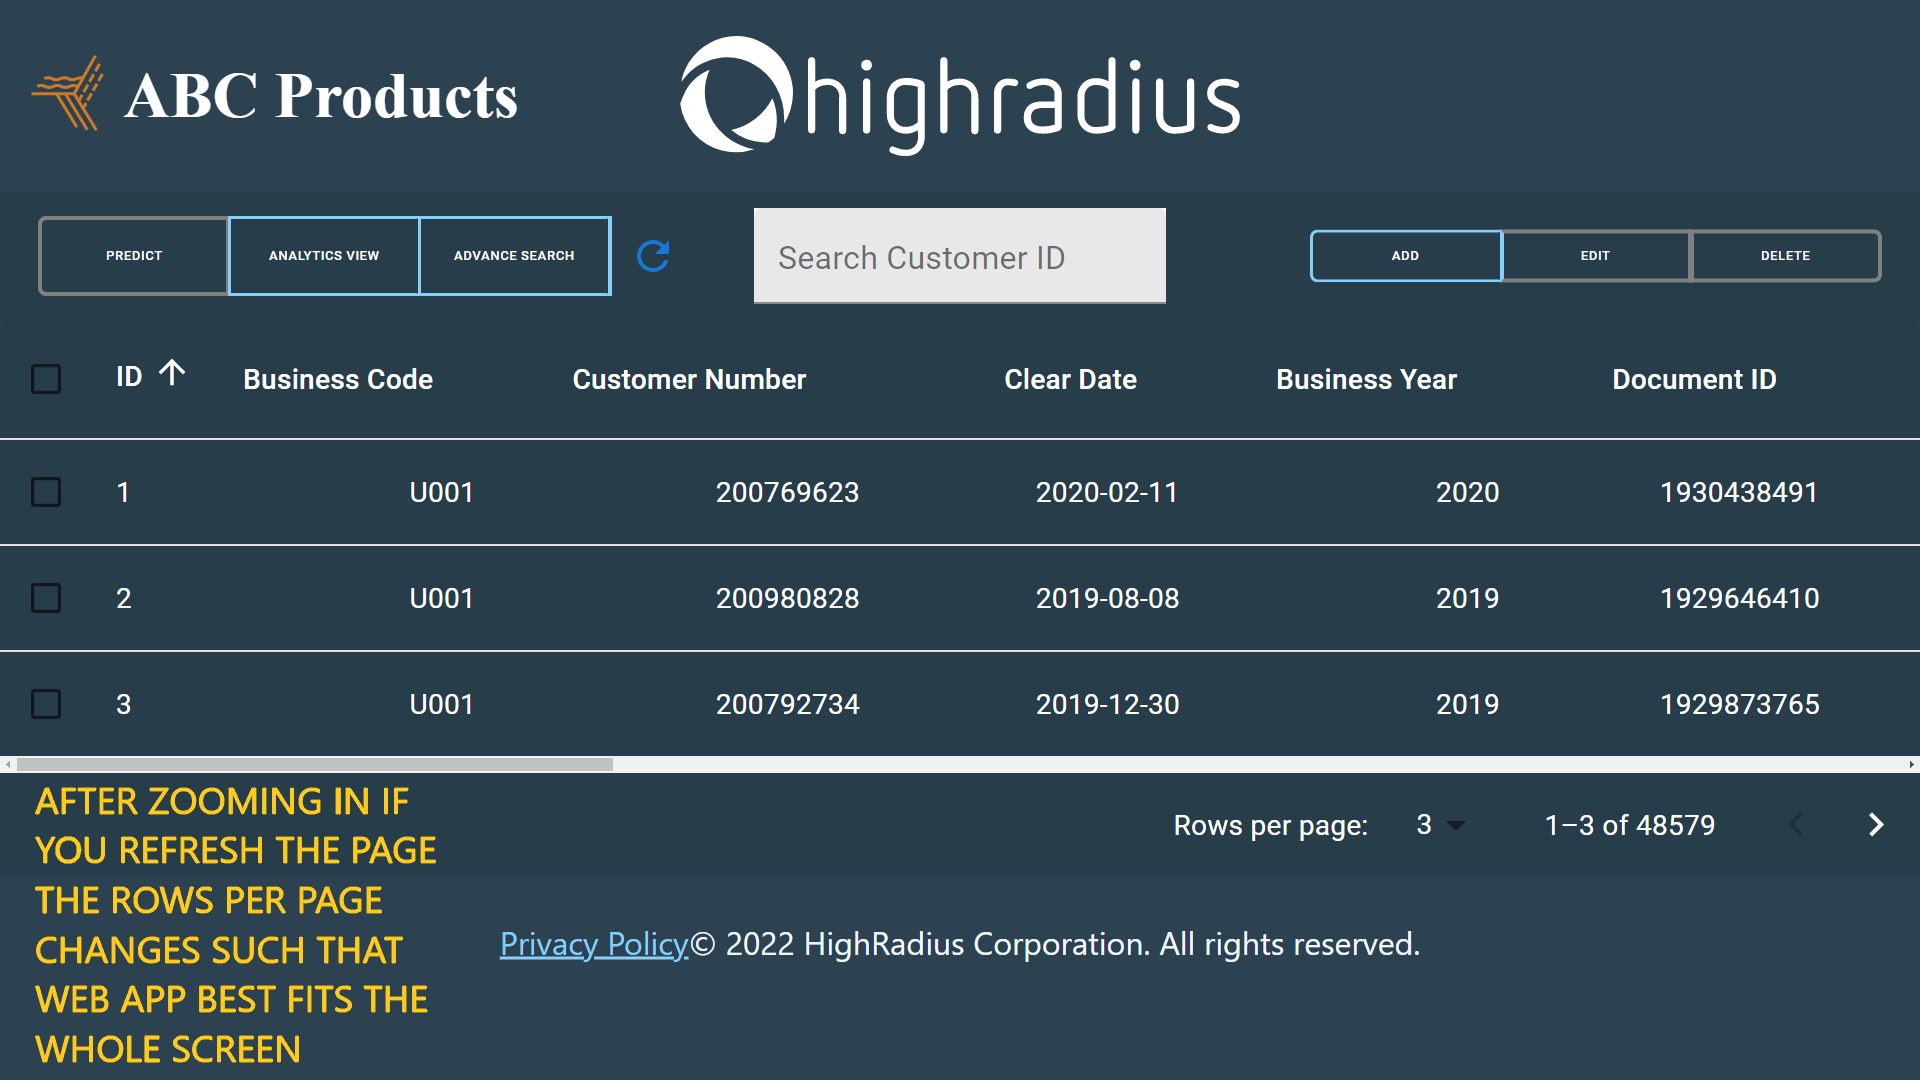 ABC Products
highradius
PREDICT
ANALYTICS VIEW
ADVANCE SEARCH
Search Customer ID
ADD
EDIT
DELETE
ID Business Code Customer Number Clear Date Business Year Document ID
1 U001 200769623 2020-02-11 2020 1930438491
2 U001 200980828 2019-08-08 2019 1929646410
3 U001 200792734 2019-12-30 2019 1929873765
Rows per page: 3 1–3 of 48579
AFTER ZOOMING IN IF
YOU REFRESH THE PAGE
THE ROWS PER PAGE
CHANGES SUCH THAT
WEB APP BEST FITS THE
WHOLE SCREEN
Privacy Policy© 2022 HighRadius Corporation. All rights reserved.